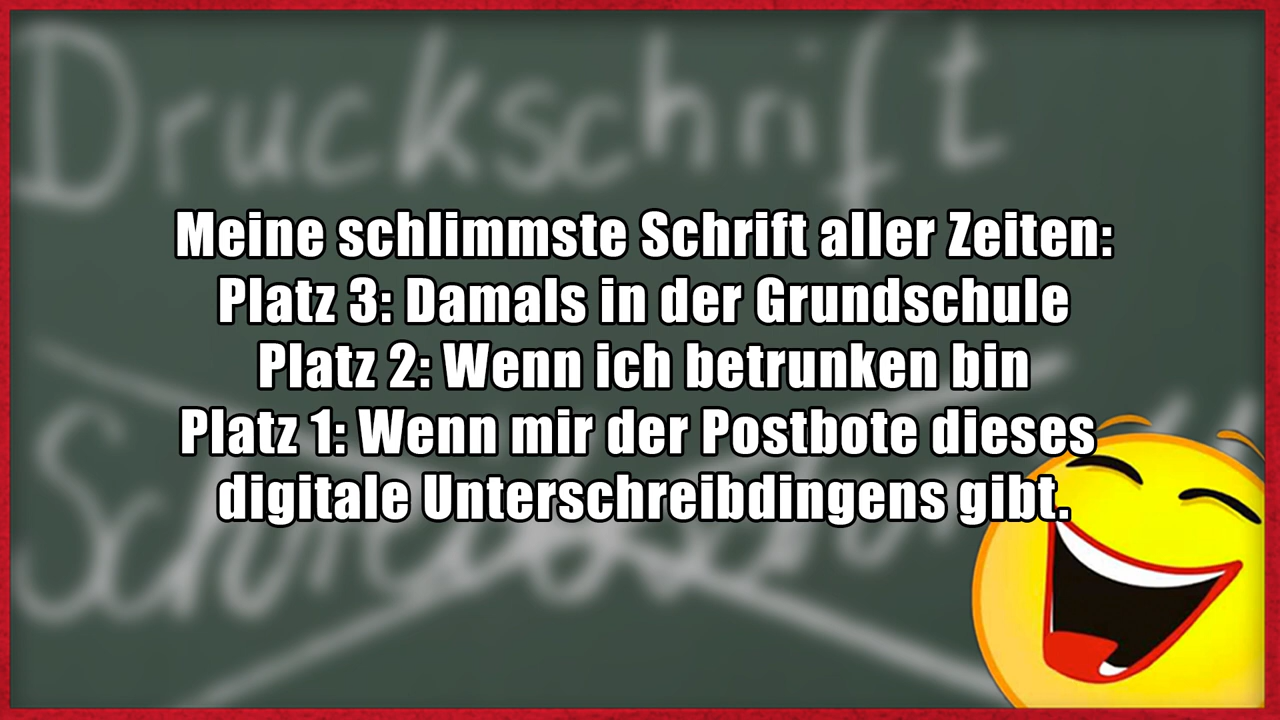 Druckschrift
Meine schlimmste Schrift aller Zeiten:
Platz 3: Damals in der Grundschule
Platz 2: Wenn ich betrunken bin
Platz 1: Wenn mir der Postbote dieses
digitale Unterschreibdingens gibt.